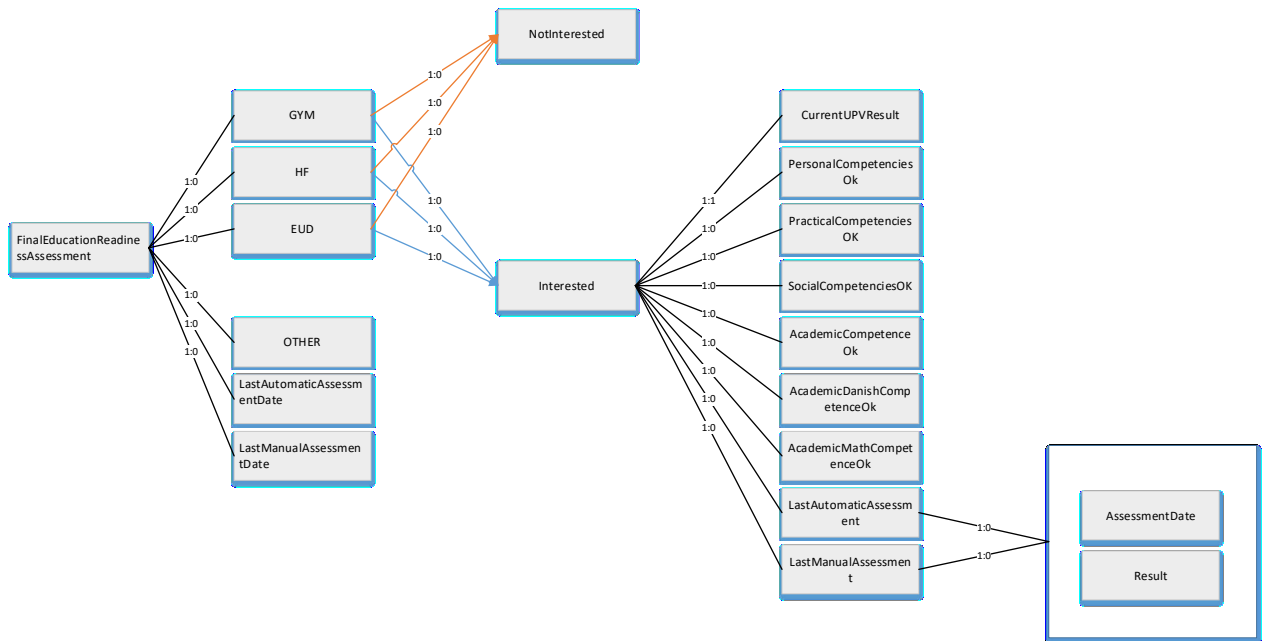 NotInterested
1:0
1:0
1:0
GYM
HF
EUD
1:0
1:0
1:0
FinalEducationReadine
ssAssessment
1:0
1:0
1:0
OTHER
LastAutomaticAssessm
entDate
LastManualAssessmen
tDate
1:0
1:0
1:0
Interested
1:1
1:0
1:0
1:0
1:0
1:0
1:0
1:0
1:0
CurrentUPVResult
PersonalCompetencies
Ok
PracticalCompetencies
OK
SocialCompetenciesOK
AcademicCompetence
Ok
AcademicDanishComp
etenceOk
AcademicMathCompet
enceOk
LastAutomaticAssessm
ent
LastManualAssessmen
t
1:0
1:0
AssessmentDate
Result